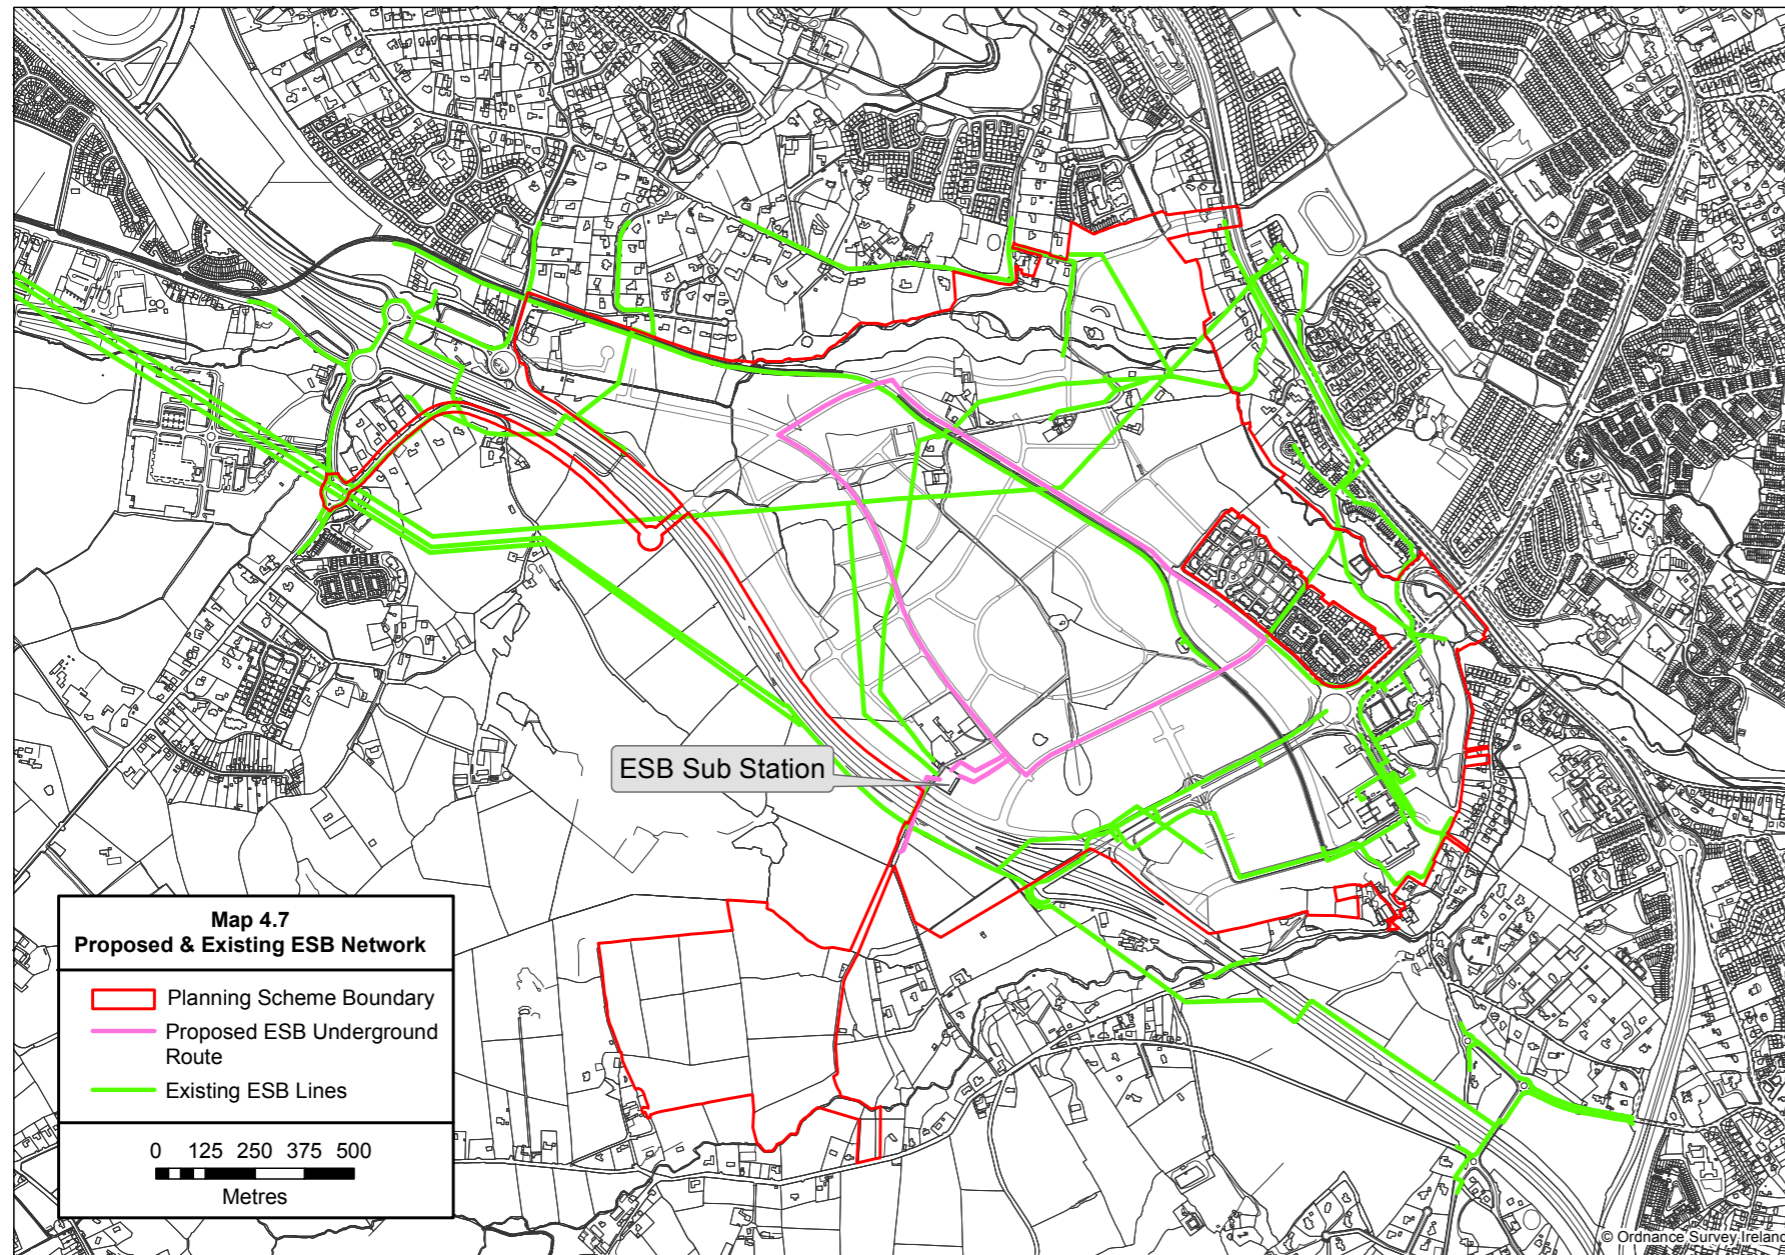 ESB Sub Station
Map 4.7
Proposed & Existing ESB Network
Planning Scheme Boundary
Proposed ESB Underground
Route
Existing ESB Lines
0 125 250 375 500
Metres
© Ordnance Survey Ireland